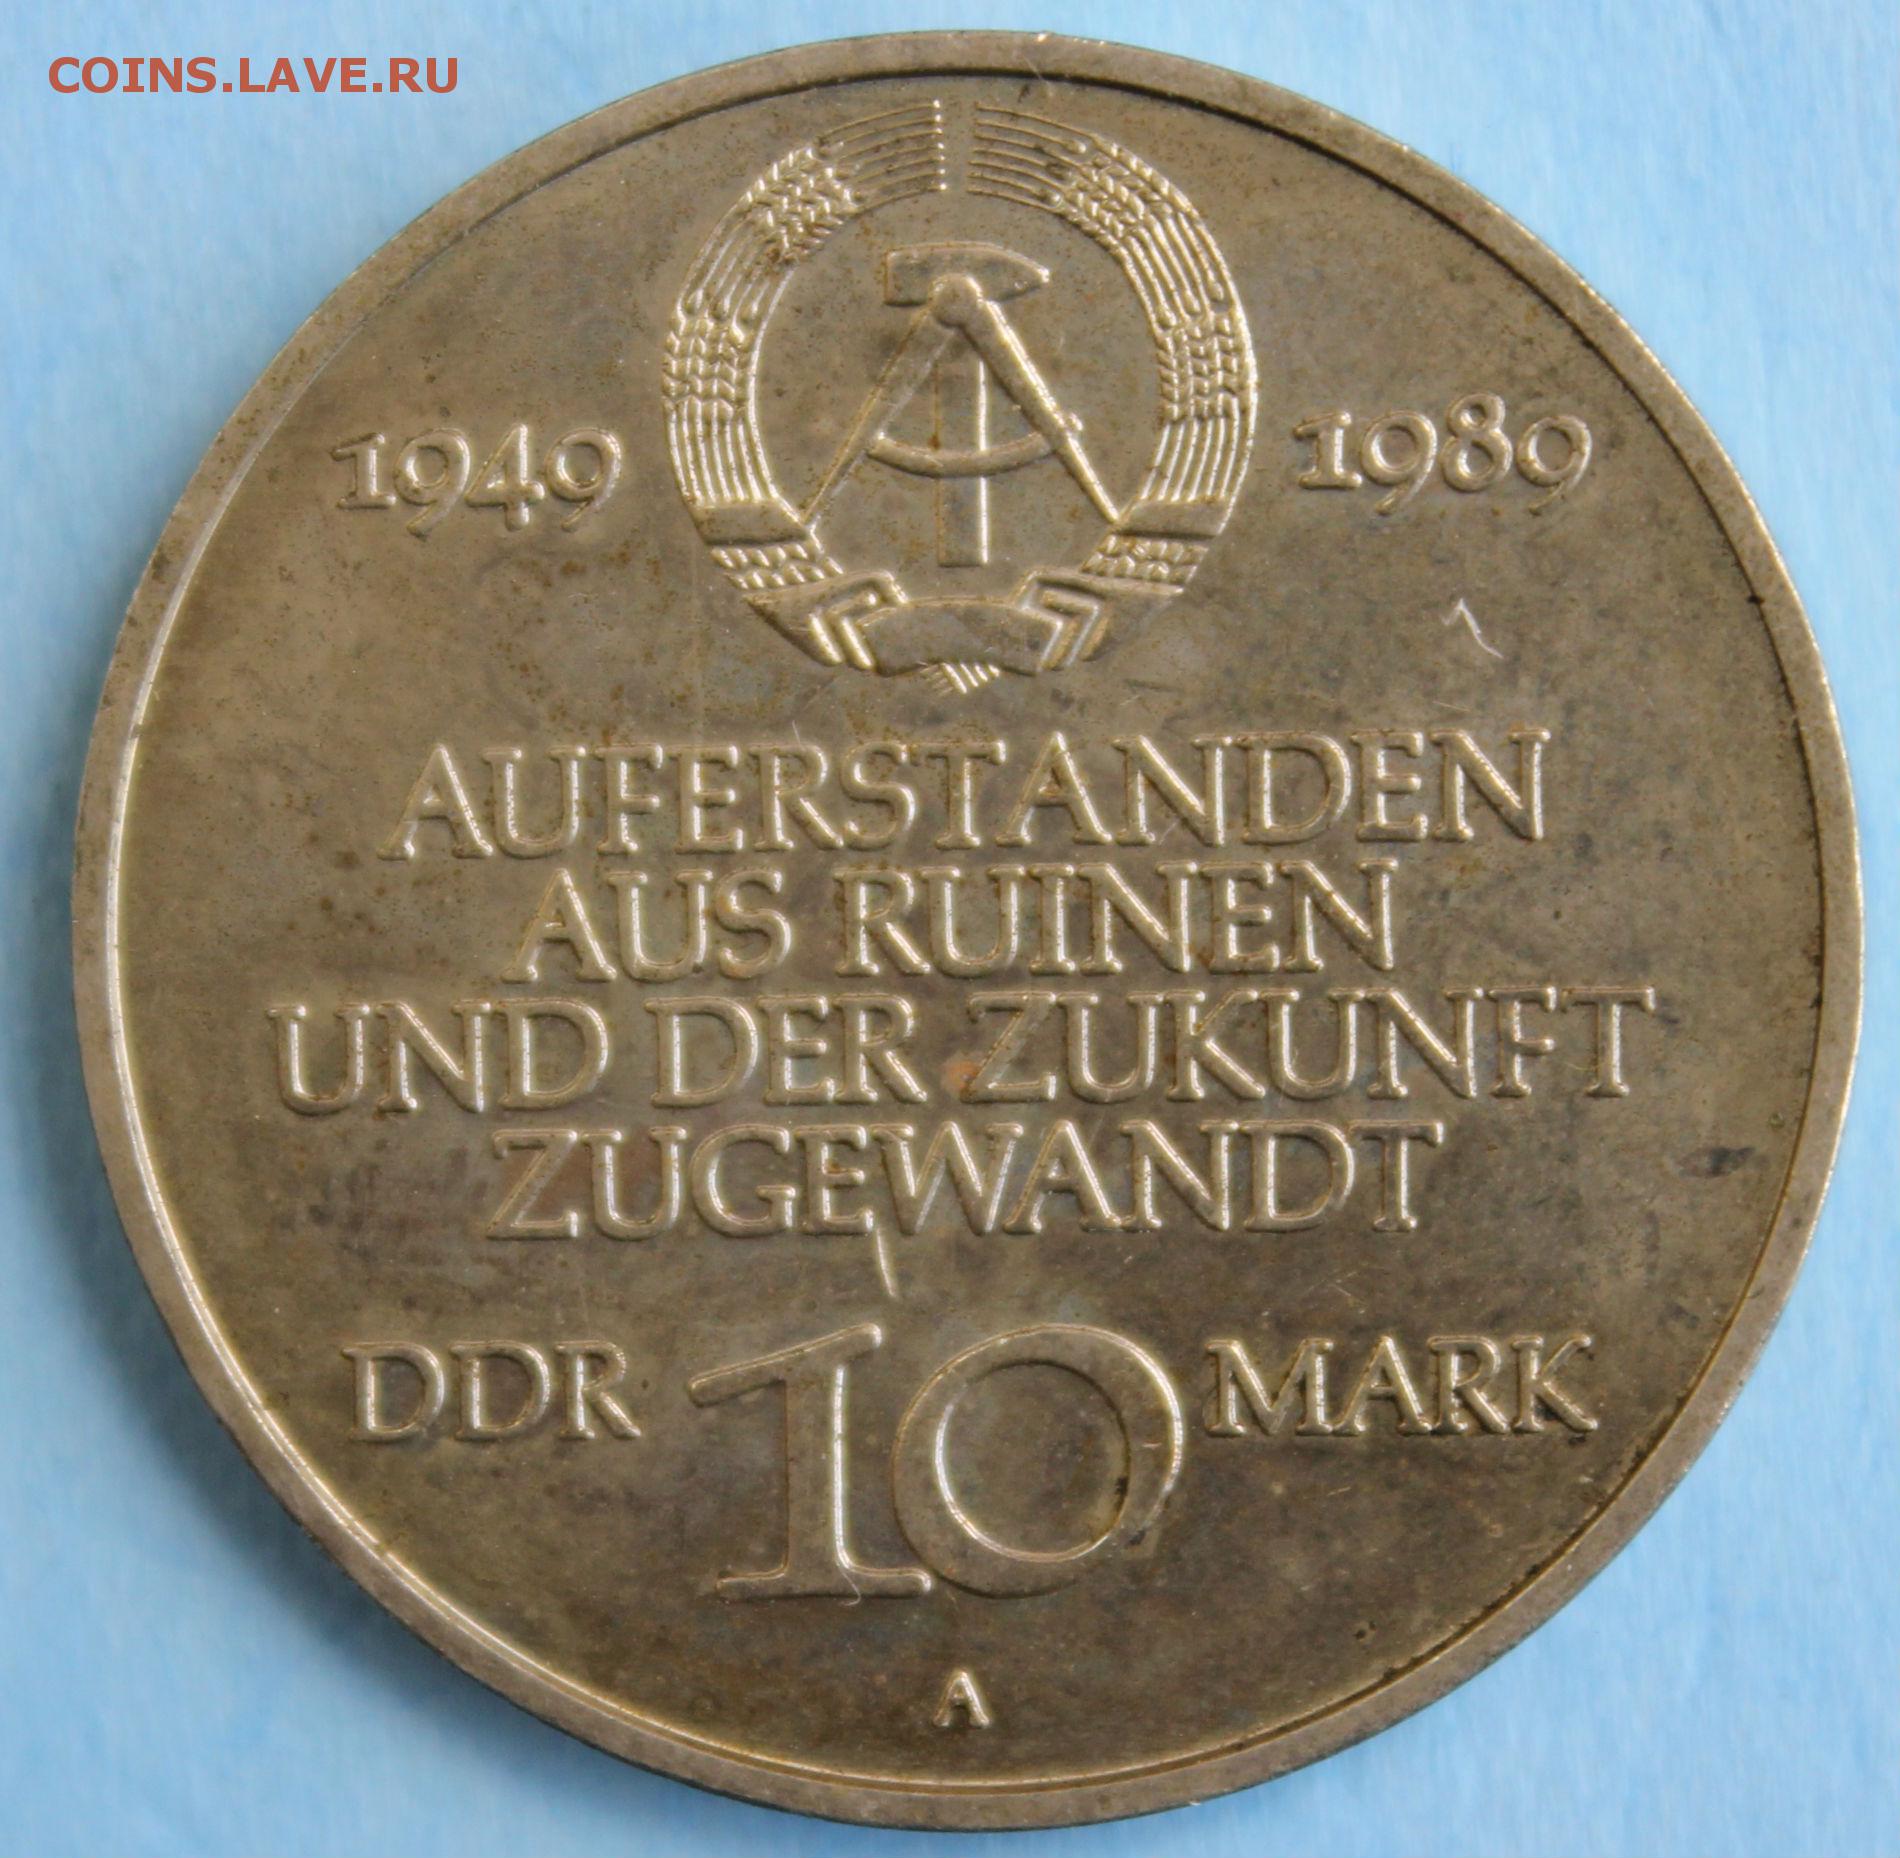 COINS.LAVE.RU
1949 1989
AUFERSTANDEN
AUS RUINEN
UND DER ZUKUNFT
ZUGEWANDT
DDR 10 MARK
A